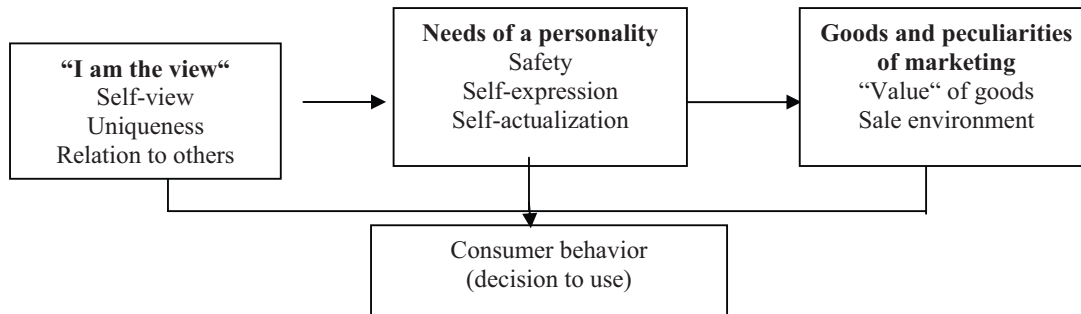 “I am the view“
Self-view
Uniqueness
Relation to others
Needs of a personality
Safety
Self-expression
Self-actualization
Goods and peculiarities
of marketing
“Value“ of goods
Sale environment
Consumer behavior
(decision to use)